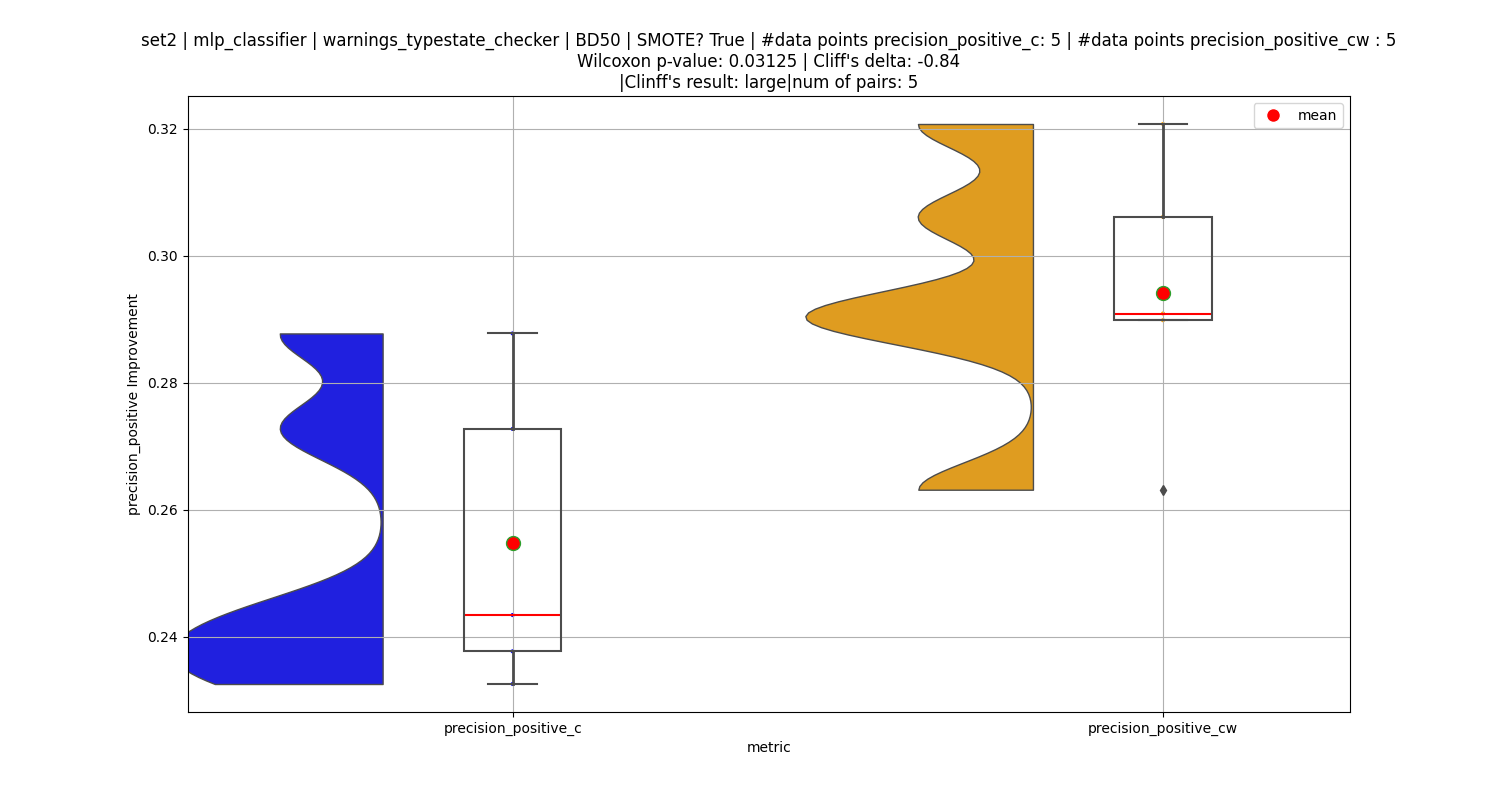 set2 | mlp_classifier | warnings_typestate_checker | BD50 | SMOTE? True | #data points precision_positive_c: 5 | #data points precision_positive_cw : 5
Wilcoxon p-value: 0.03125 | Cliff's delta: -0.84
|Clinff's result: large|num of pairs: 5
mean
0.32
0.30
0.28
0.26
0.24
precision_positive Improvement
precision_positive_c
precision_positive_cw
metric